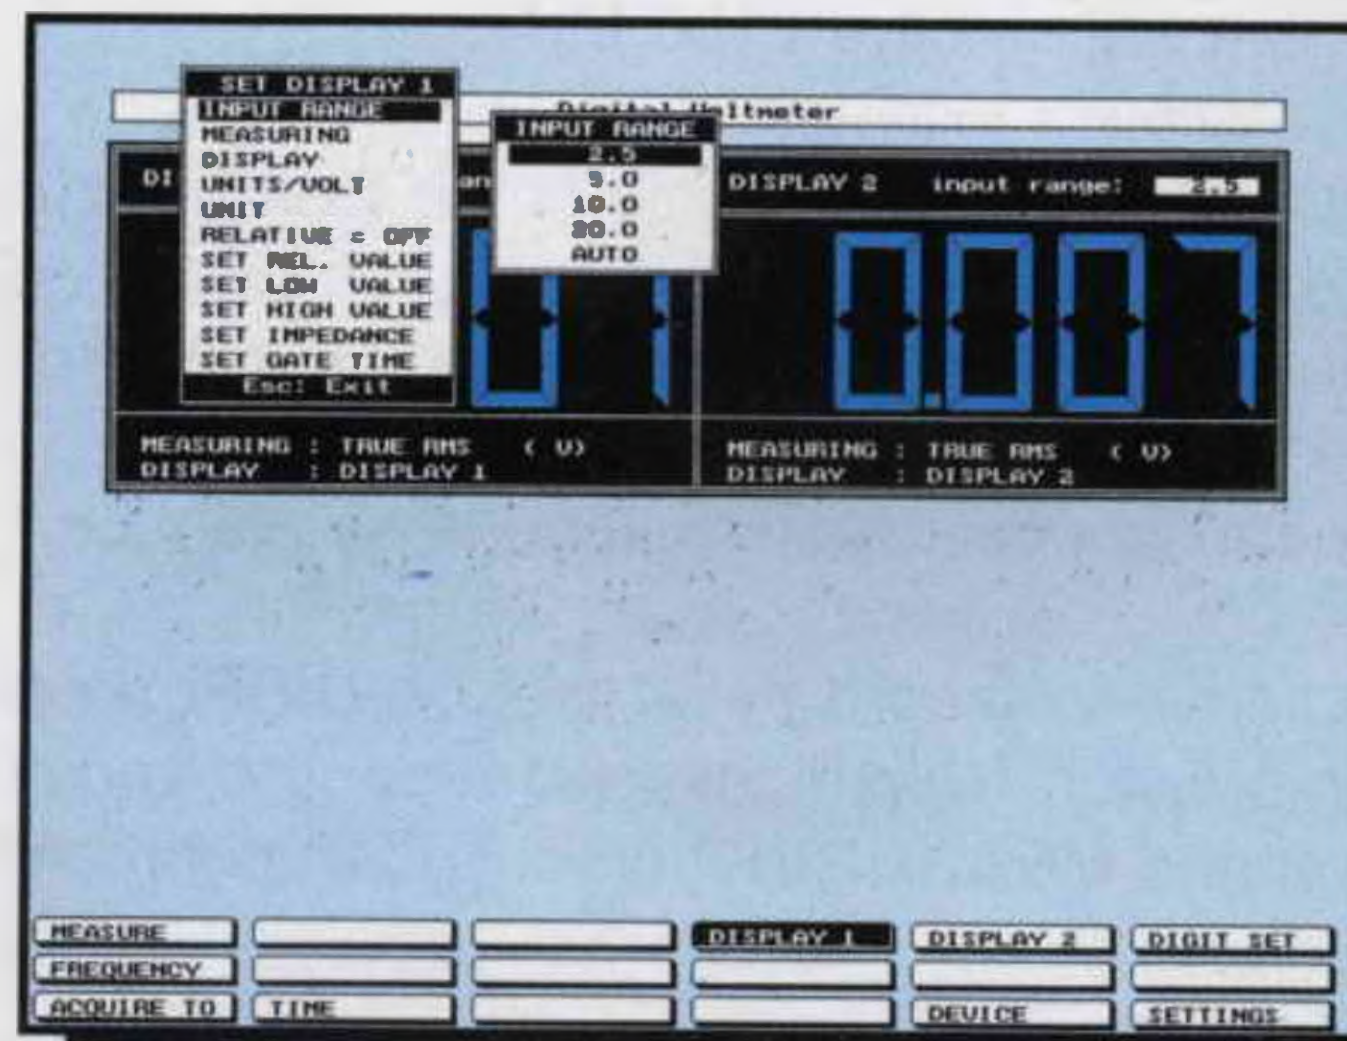 Digital Voltmeter
SET DISPLAY 1
INPUT RANGE
MEASURING
DISPLAY
UNITS/VOLT
UNIT
RELATIVE = OFF
SET REL. VALUE
SET LOW VALUE
SET HIGH VALUE
SET IMPEDANCE
SET GATE TIME
Esc: Exit
INPUT RANGE
2.5
10.0
20.0
AUTO
DISPLAY 2 input range: 2.5
0.007
MEASURING : TRUE RMS ( V)
DISPLAY : DISPLAY 1
MEASURING : TRUE RMS ( V)
DISPLAY : DISPLAY 2
MEASURE
DISPLAY 1
DISPLAY 2
DIGIT SET
FREQUENCY
ACQUIRE TO
TIME
DEVICE
SETTINGS